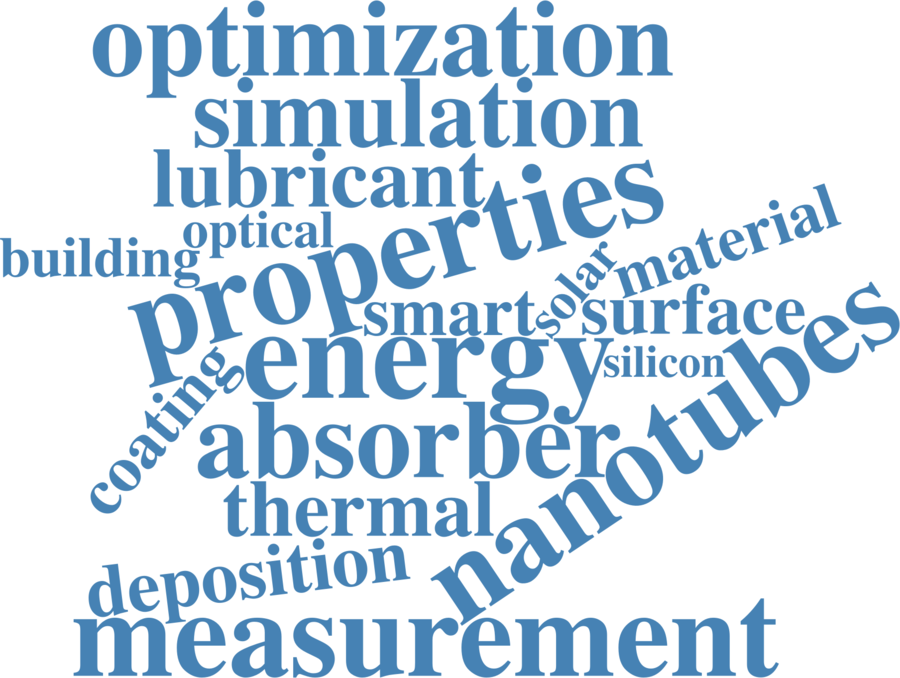 optimization
simulation
lubricant
properties
optical
building
material
solar
smart
surface
energy
silicon
nanotubes
coating
absorber
thermal
deposition
measurement